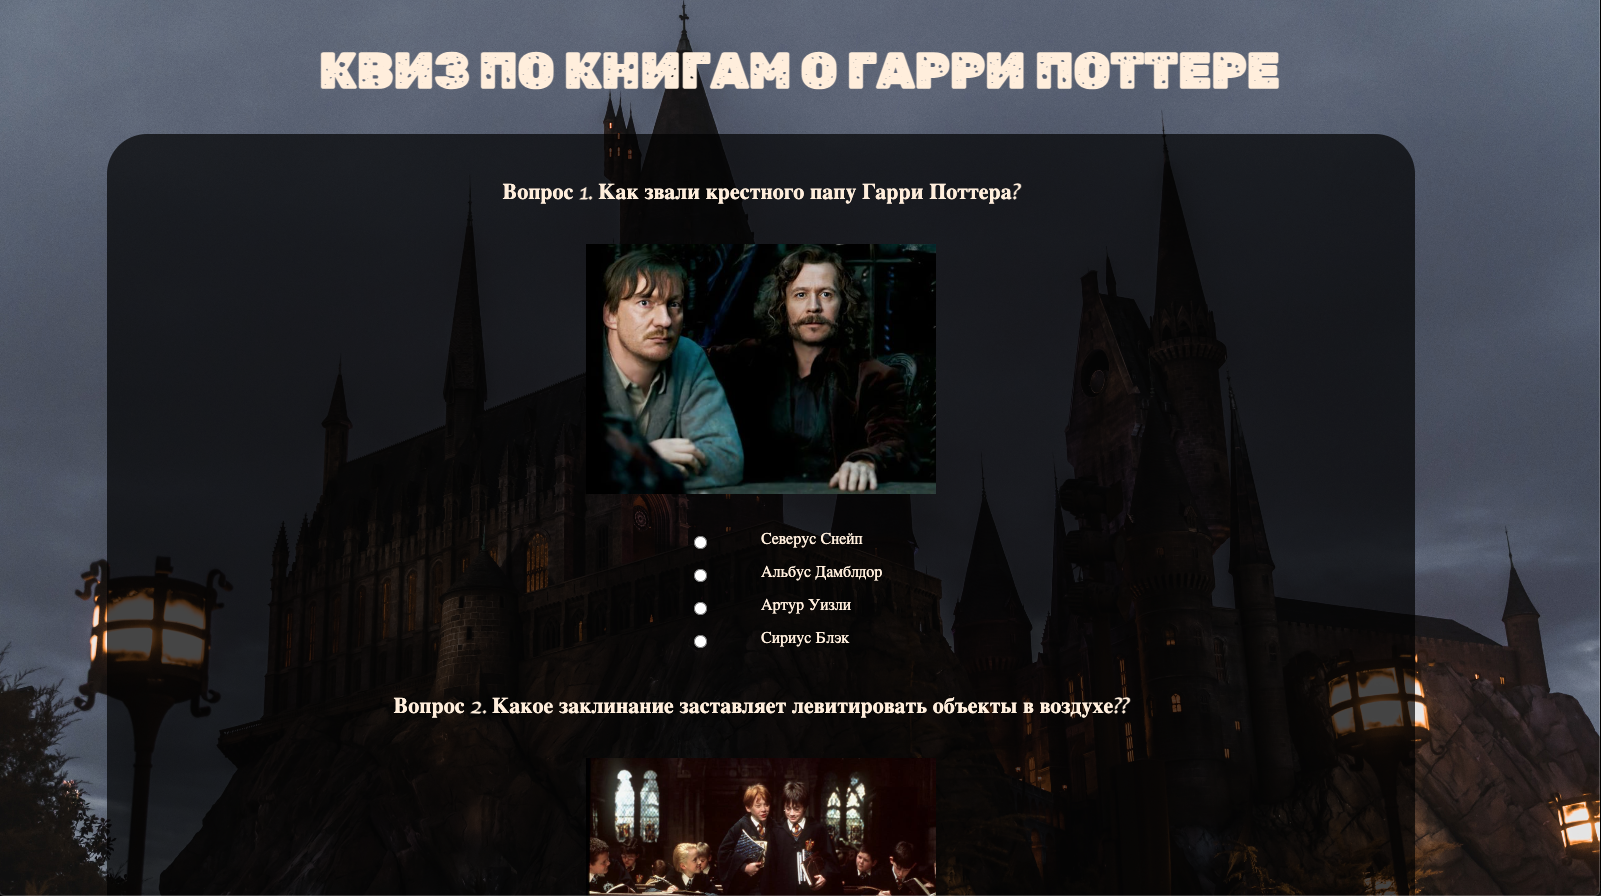 КВИЗ ПО КНИГАМ О ГАРРИ ПОТТЕРЕ
Вопрос 1. Как звали крестного папу Гарри Поттера?
Северус Снейп
Альбус Дамблдор
Артур Уизли
Сириус Блэк
Вопрос 2. Какое заклинание заставляет левитировать объекты в воздухе??